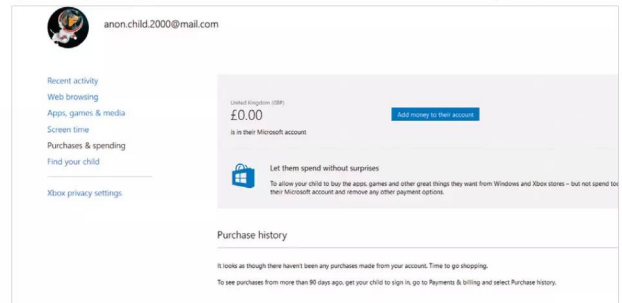 anon.child.2000@mail.com
Recent activity
Web browsing
Apps, games & media
Screen time
Purchases & spending
Find your child
Xbox privacy settings
United Kingdom (GBP)
£0.00
is in their Microsoft account
Add money to their account
Let them spend without surprises
To allow your child to buy the apps, games and other great things they want from Windows and Xbox stores – but not spend too
their Microsoft account and remove any other payment options.
Purchase history
It looks as though there haven't been any purchases made from your account. Time to go shopping.
To see purchases from more than 90 days ago, get your child to sign in, go to Payments & billing and select Purchase history.